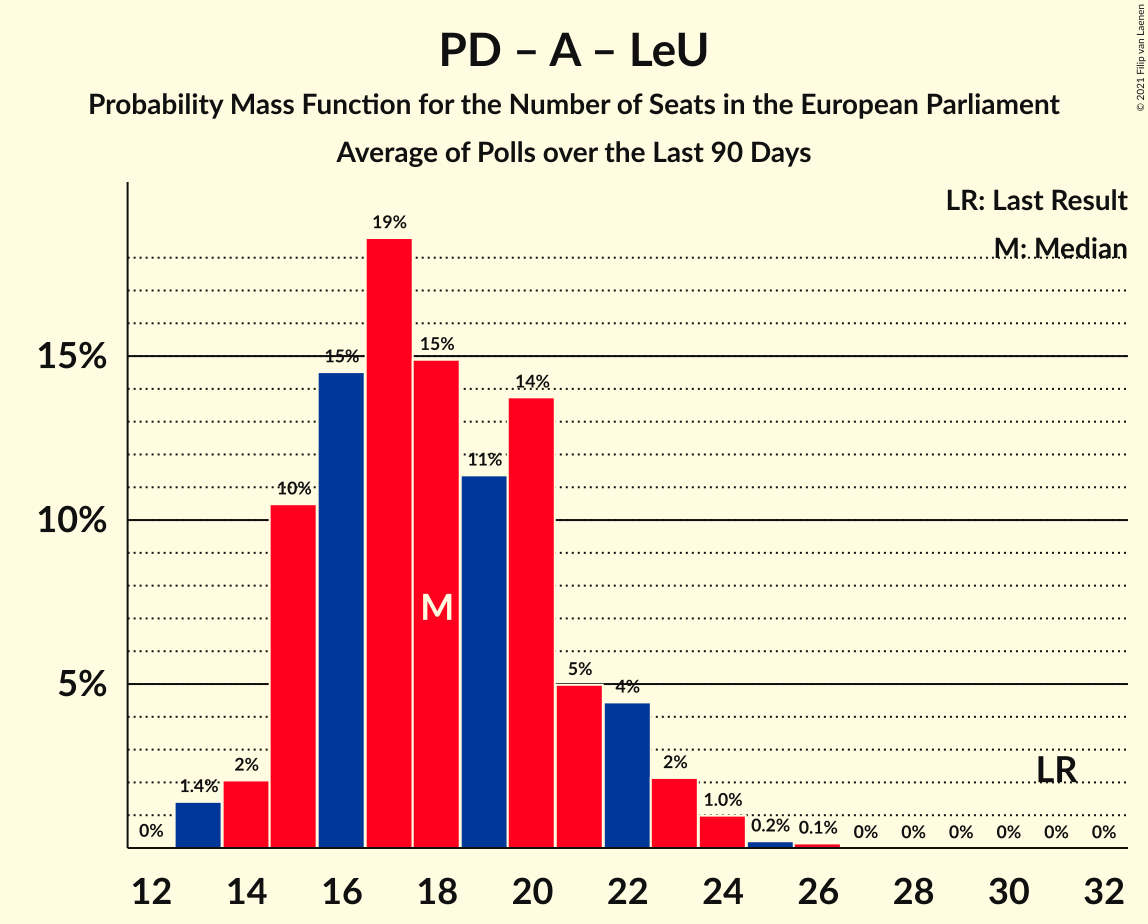 PD – A – LeU
Probability Mass Function for the Number of Seats in the European Parliament
Average of Polls over the Last 90 Days
© 2021 Filip van Laenen
LR: Last Result
M: Median
15%
10%
5%
0%
1.4%
2%
10%
15%
19%
15%
11%
14%
5%
4%
2%
1.0%
0.2%
0.1%
0%
0%
0%
0%
0%
0%
M
LR
12 14 16 18 20 22 24 26 28 30 32